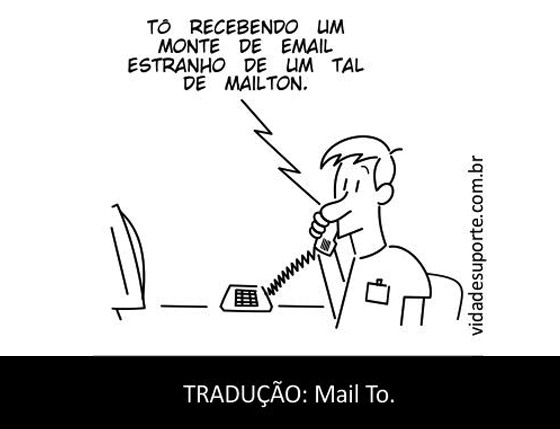 TÔ RECEBENDO UM
MONTE DE EMAIL
ESTRANHO DE UM TAL
DE MAILTON.
vidadesuporte.com.br
TRADUÇÃO: Mail To.